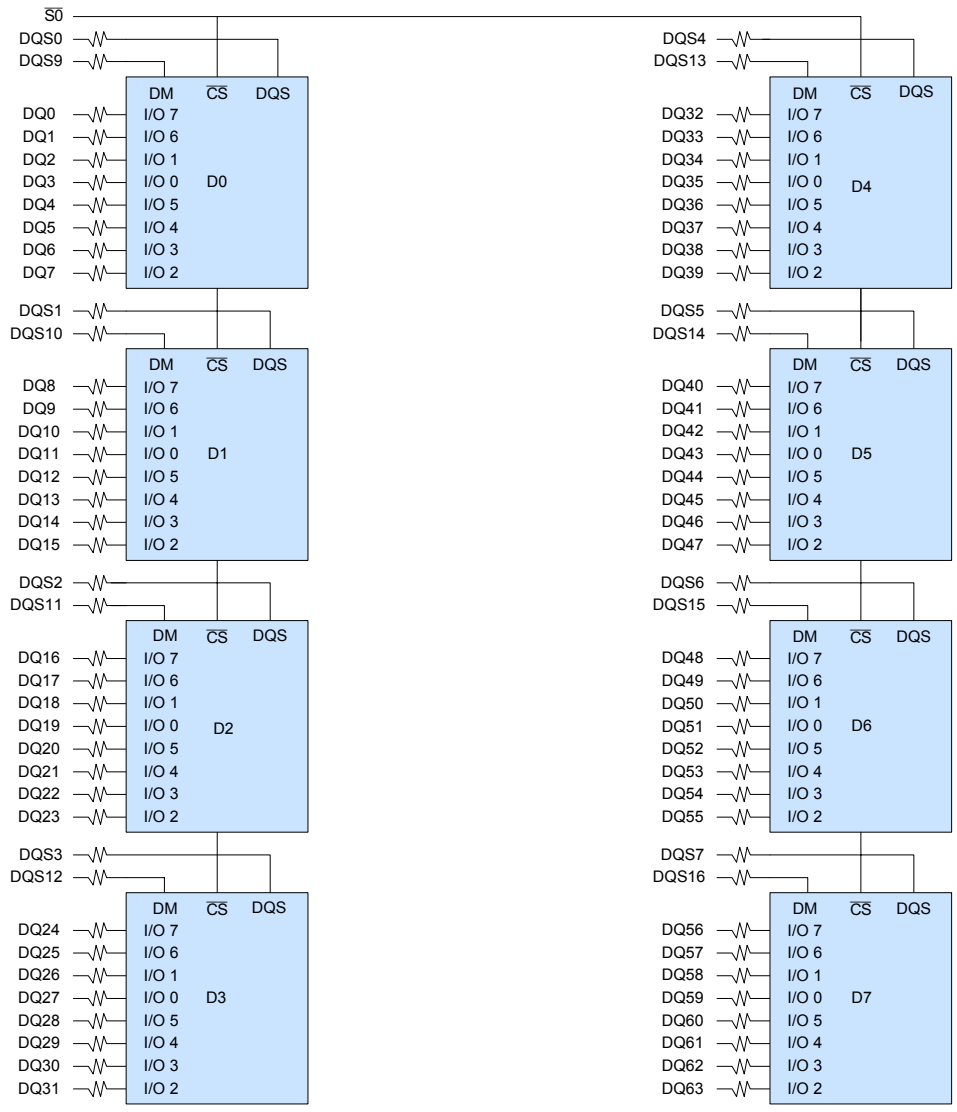 S0
DQS0
DQS9
DM CS DQS
DQ0 I/O 7
DQ1 I/O 6
DQ2 I/O 1
DQ3 I/O 0 D0
DQ4 I/O 5
DQ5 I/O 4
DQ6 I/O 3
DQ7 I/O 2
DQS1
DQS10
DM CS DQS
DQ8 I/O 7
DQ9 I/O 6
DQ10 I/O 1
DQ11 I/O 0 D1
DQ12 I/O 5
DQ13 I/O 4
DQ14 I/O 3
DQ15 I/O 2
DQS2
DQS11
DM CS DQS
DQ16 I/O 7
DQ17 I/O 6
DQ18 I/O 1
DQ19 I/O 0 D2
DQ20 I/O 5
DQ21 I/O 4
DQ22 I/O 3
DQ23 I/O 2
DQS3
DQS12
DM CS DQS
DQ24 I/O 7
DQ25 I/O 6
DQ26 I/O 1
DQ27 I/O 0 D3
DQ28 I/O 5
DQ29 I/O 4
DQ30 I/O 3
DQ31 I/O 2
DQS4
DQS13
DM CS DQS
DQ32 I/O 7
DQ33 I/O 6
DQ34 I/O 1
DQ35 I/O 0 D4
DQ36 I/O 5
DQ37 I/O 4
DQ38 I/O 3
DQ39 I/O 2
DQS5
DQS14
DM CS DQS
DQ40 I/O 7
DQ41 I/O 6
DQ42 I/O 1
DQ43 I/O 0 D5
DQ44 I/O 5
DQ45 I/O 4
DQ46 I/O 3
DQ47 I/O 2
DQS6
DQS15
DM CS DQS
DQ48 I/O 7
DQ49 I/O 6
DQ50 I/O 1
DQ51 I/O 0 D6
DQ52 I/O 5
DQ53 I/O 4
DQ54 I/O 3
DQ55 I/O 2
DQS7
DQS16
DM CS DQS
DQ56 I/O 7
DQ57 I/O 6
DQ58 I/O 1
DQ59 I/O 0 D7
DQ60 I/O 5
DQ61 I/O 4
DQ62 I/O 3
DQ63 I/O 2